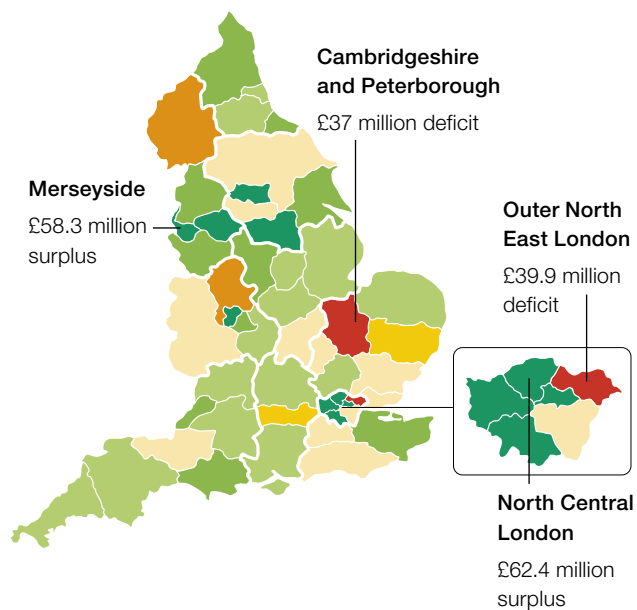 Cambridgeshire
and Peterborough
£37 million deficit
Merseyside
£58.3 million
surplus
Outer North
East London
£39.9 million
deficit
North Central
London
£62.4 million
surplus